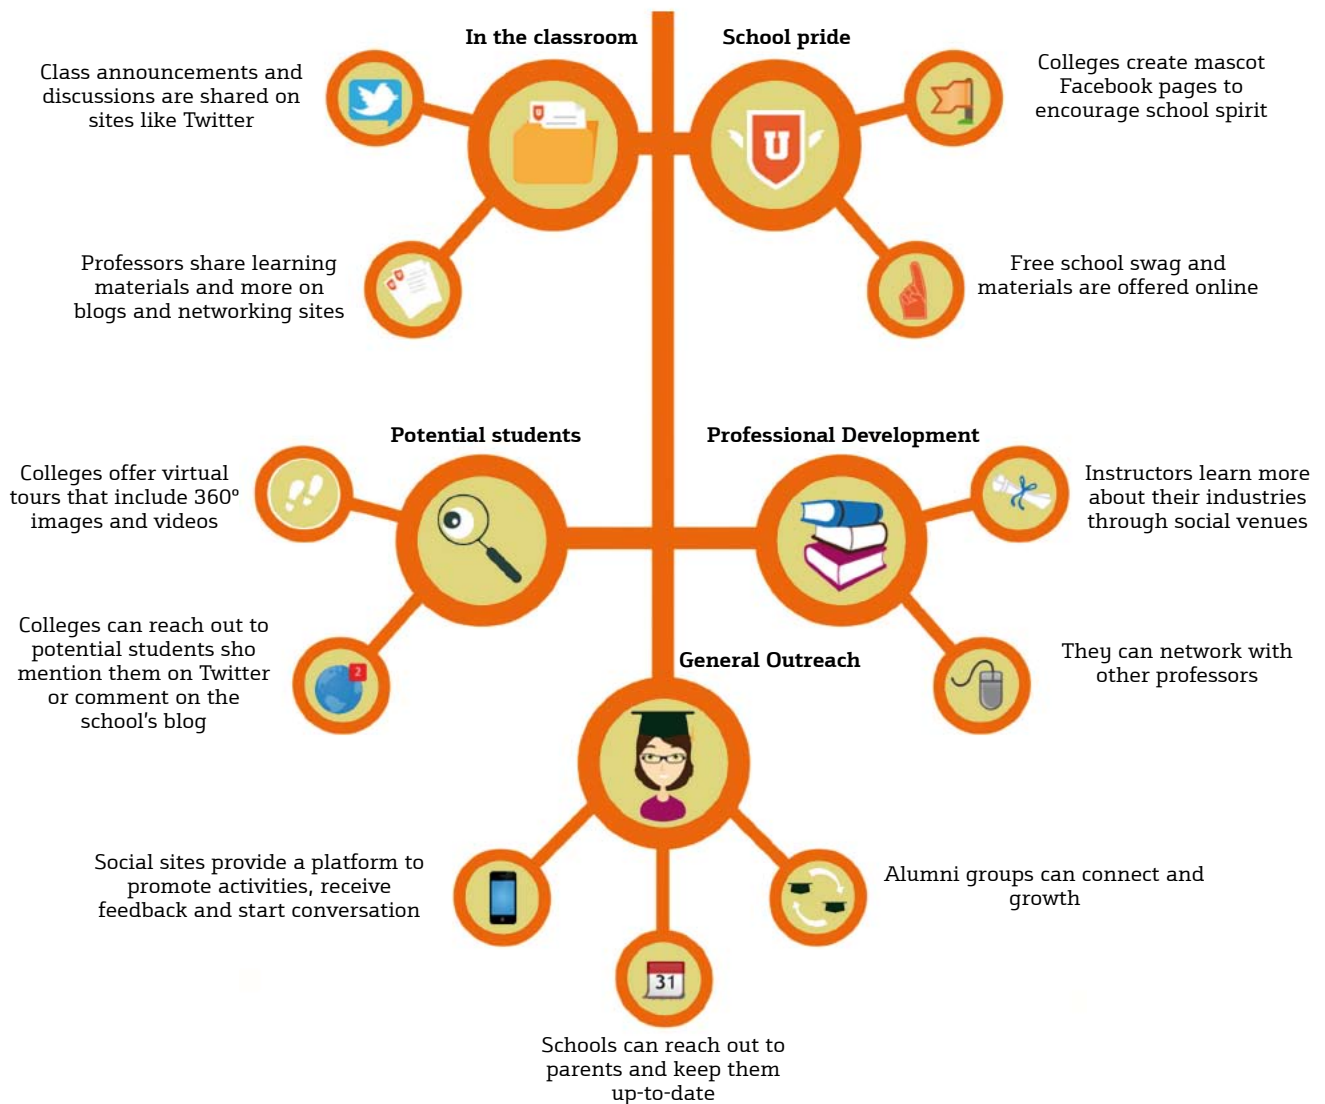 In the classroom
Class announcements and
discussions are shared on
sites like Twitter
Professors share learning
materials and more on
blogs and networking sites
School pride
U
Colleges create mascot
Facebook pages to
encourage school spirit
Free school swag and
materials are offered online
Potential students
Colleges offer virtual
tours that include 360º
images and videos
Colleges can reach out to
potential students sho
mention them on Twitter
or comment on the
school's blog
2
Professional Development
Instructors learn more
about their industries
through social venues
They can network with
other professors
General Outreach
Social sites provide a platform to
promote activities, receive
feedback and start conversation
31
Schools can reach out to
parents and keep them
up-to-date
Alumni groups can connect and
growth